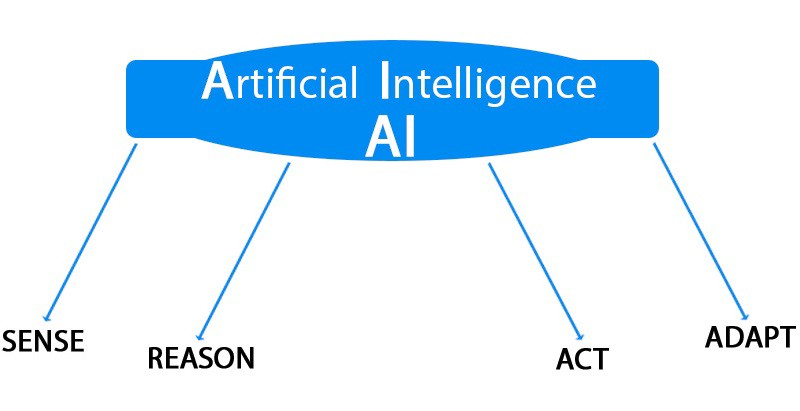 Artificial Intelligence
AI
SENSE
REASON
ACT
ADAPT